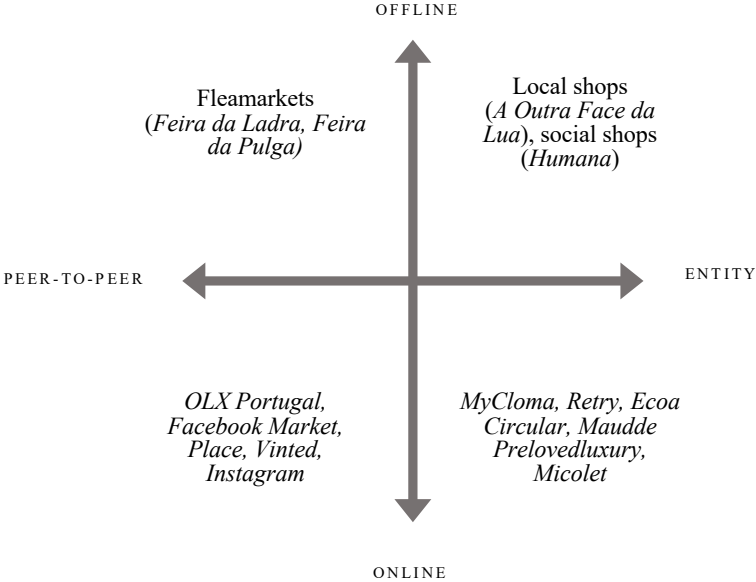 OFFLINE
Fleamarkets
(Feira da Ladra, Feira
da Pulga)
Local shops
(A Outra Face da
Lua), social shops
(Humana)
PEER-TO-PEER
ENTITY
OLX Portugal,
Facebook Market,
Place, Vinted,
Instagram
MyCloma, Retry, Ecoa
Circular, Maudde
Prelovedluxury,
Micolet
ONLINE